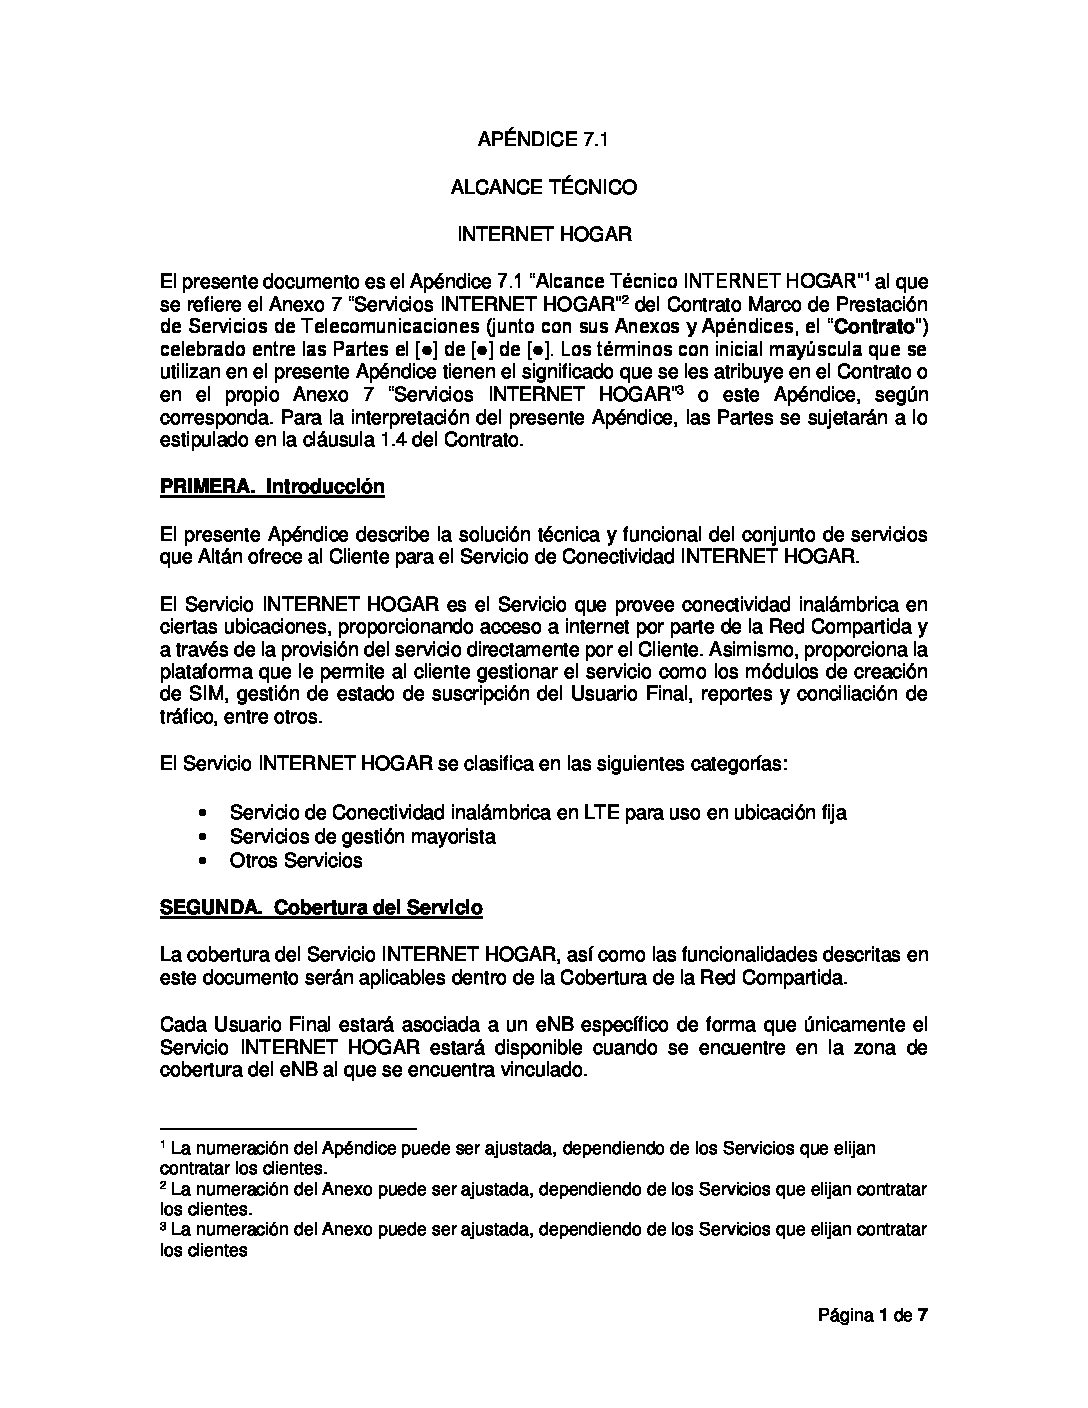 APÉNDICE 7.1
ALCANCE TÉCNICO
INTERNET HOGAR
El presente documento es el Apéndice 7.1 “Alcance Técnico INTERNET HOGAR"¹ al que
se refiere el Anexo 7 “Servicios INTERNET HOGAR"² del Contrato Marco de Prestación
de Servicios de Telecomunicaciones (junto con sus Anexos y Apéndices, el “Contrato")
celebrado entre las Partes el [●] de [●] de [●]. Los términos con inicial mayúscula que se
utilizan en el presente Apéndice tienen el significado que se les atribuye en el Contrato o
en el propio Anexo 7 “Servicios INTERNET HOGAR"³ o este Apéndice, según
corresponda. Para la interpretación del presente Apéndice, las Partes se sujetarán a lo
estipulado en la cláusula 1.4 del Contrato.
PRIMERA. Introducción
El presente Apéndice describe la solución técnica y funcional del conjunto de servicios
que Altán ofrece al Cliente para el Servicio de Conectividad INTERNET HOGAR.
El Servicio INTERNET HOGAR es el Servicio que provee conectividad inalámbrica en
ciertas ubicaciones, proporcionando acceso a internet por parte de la Red Compartida y
a través de la provisión del servicio directamente por el Cliente. Asimismo, proporciona la
plataforma que le permite al cliente gestionar el servicio como los módulos de creación
de SIM, gestión de estado de suscripción del Usuario Final, reportes y conciliación de
tráfico, entre otros.
El Servicio INTERNET HOGAR se clasifica en las siguientes categorías:
• Servicio de Conectividad inalámbrica en LTE para uso en ubicación fija
• Servicios de gestión mayorista
• Otros Servicios
SEGUNDA. Cobertura del Servicio
La cobertura del Servicio INTERNET HOGAR, así como las funcionalidades descritas en
este documento serán aplicables dentro de la Cobertura de la Red Compartida.
Cada Usuario Final estará asociada a un eNB específico de forma que únicamente el
Servicio INTERNET HOGAR estará disponible cuando se encuentre en la zona de
cobertura del eNB al que se encuentra vinculado.
¹ La numeración del Apéndice puede ser ajustada, dependiendo de los Servicios que elijan
contratar los clientes.
² La numeración del Anexo puede ser ajustada, dependiendo de los Servicios que elijan contratar
los clientes.
³ La numeración del Anexo puede ser ajustada, dependiendo de los Servicios que elijan contratar
los clientes
Página 1 de 7